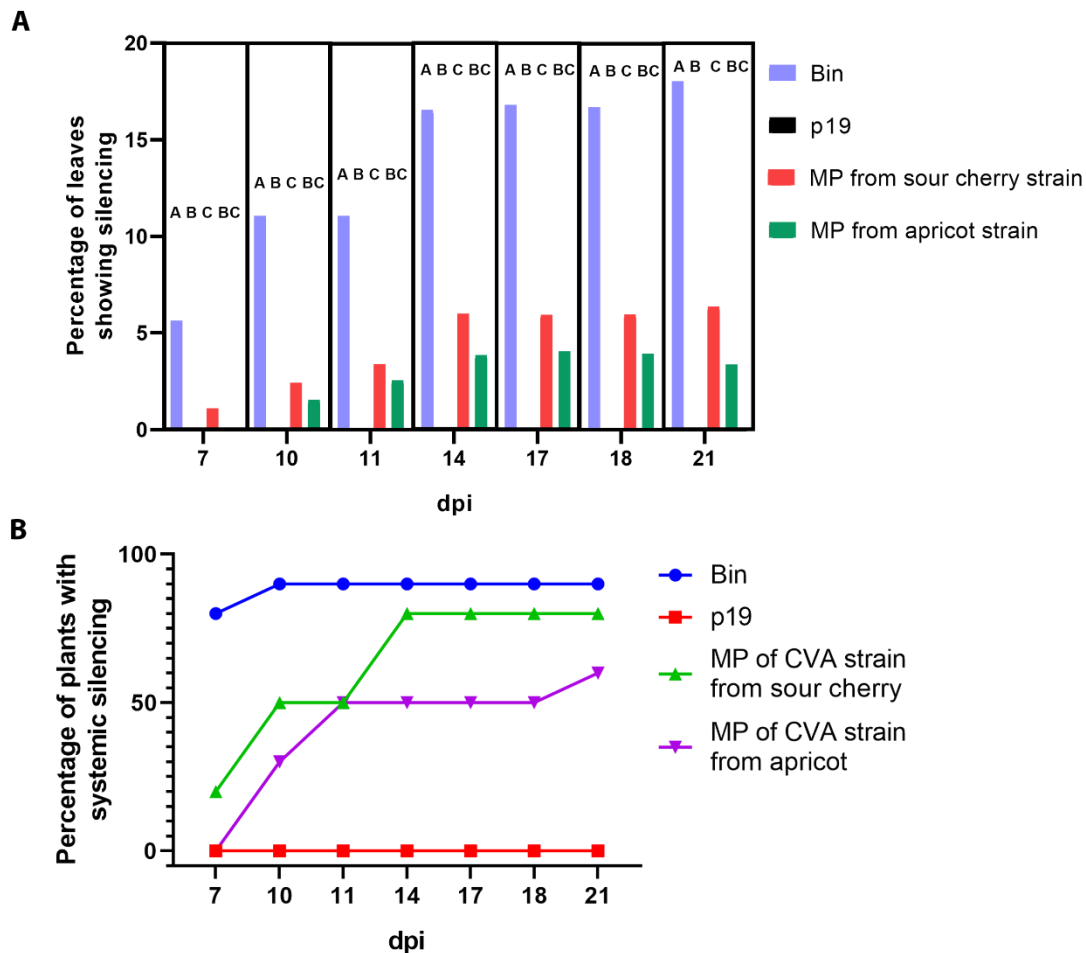 A
Percentage of leaves
showing silencing
20
15
10
5
0
A B C BC
A B C BC
A B C BC
A B C BC
A B C BC
A B C BC
A B C BC
7 10 11 14 17 18 21
dpi
Bin
p19
MP from sour cherry strain
MP from apricot strain
B
Percentage of plants with
systemic silencing
100
50
0
7 10 11 14 17 18 21
dpi
Bin
p19
MP of CVA strain
from sour cherry
MP of CVA strain
from apricot